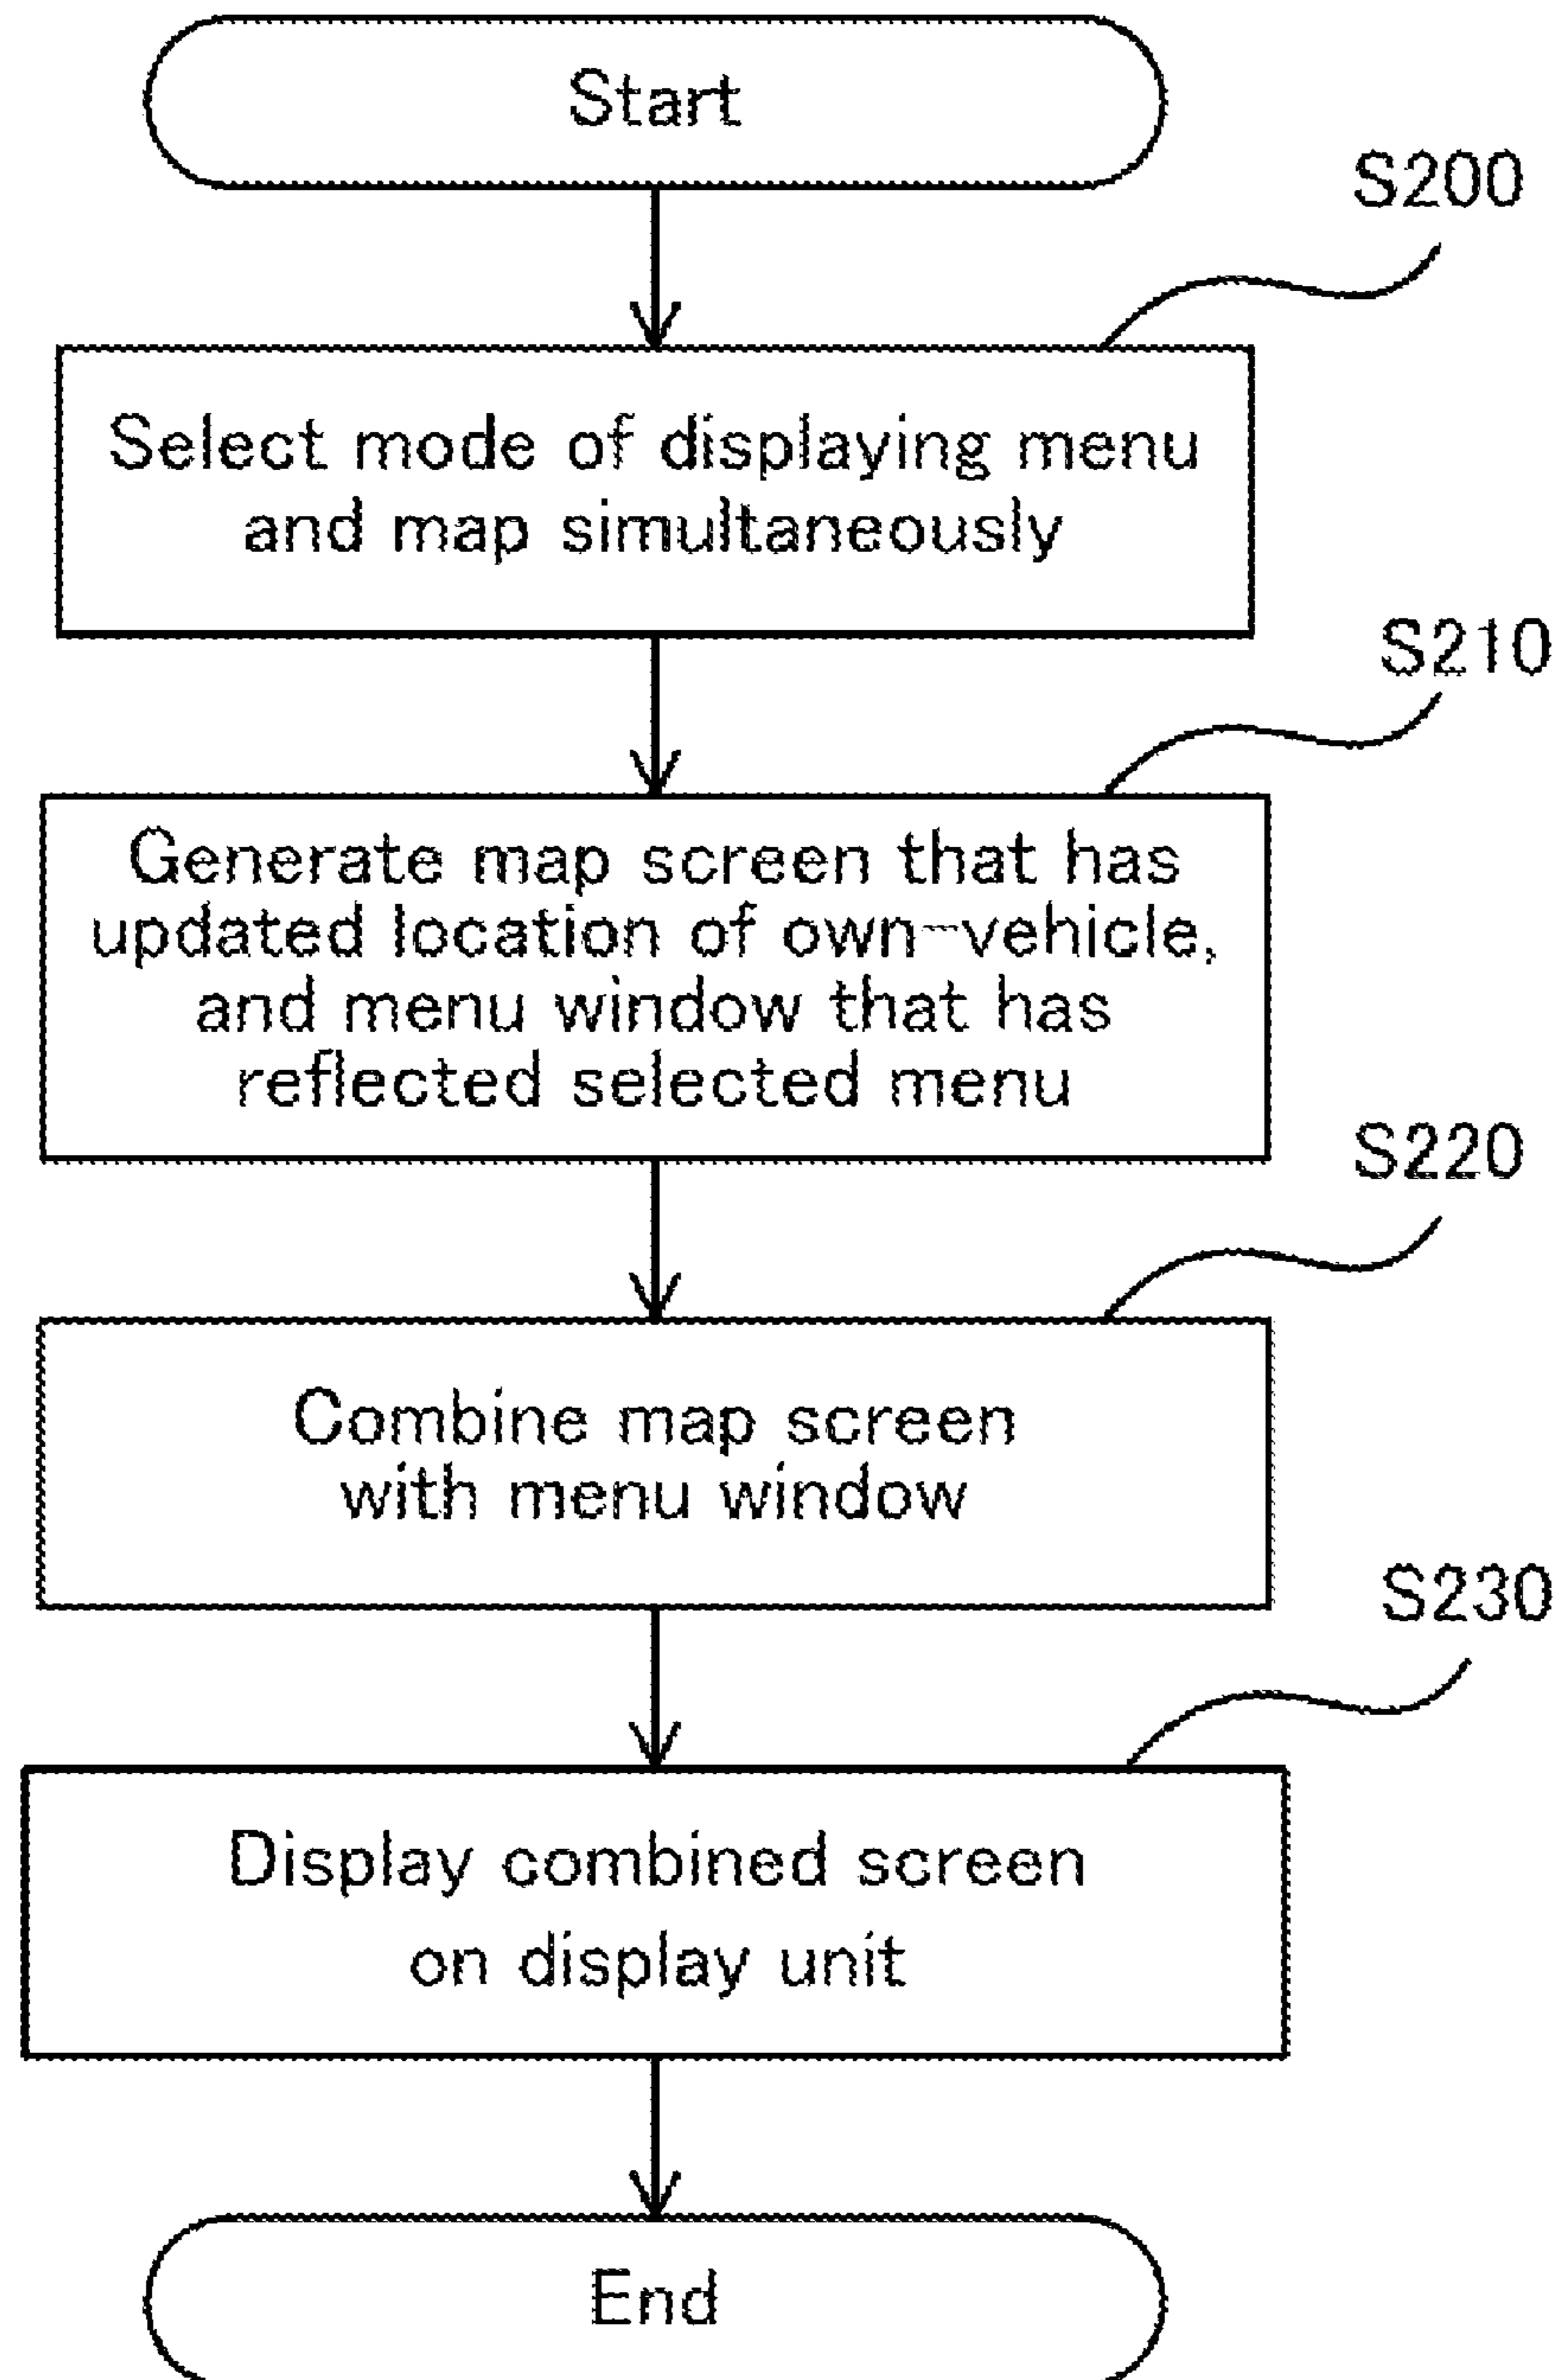 Start
S200
Select mode of displaying menu
and map simultaneously
S210
Generate map screen that has
updated location of own-vehicle,
and menu window that has
reflected selected menu
S220
Combine map screen
with menu window
S230
Display combined screen
on display unit
End